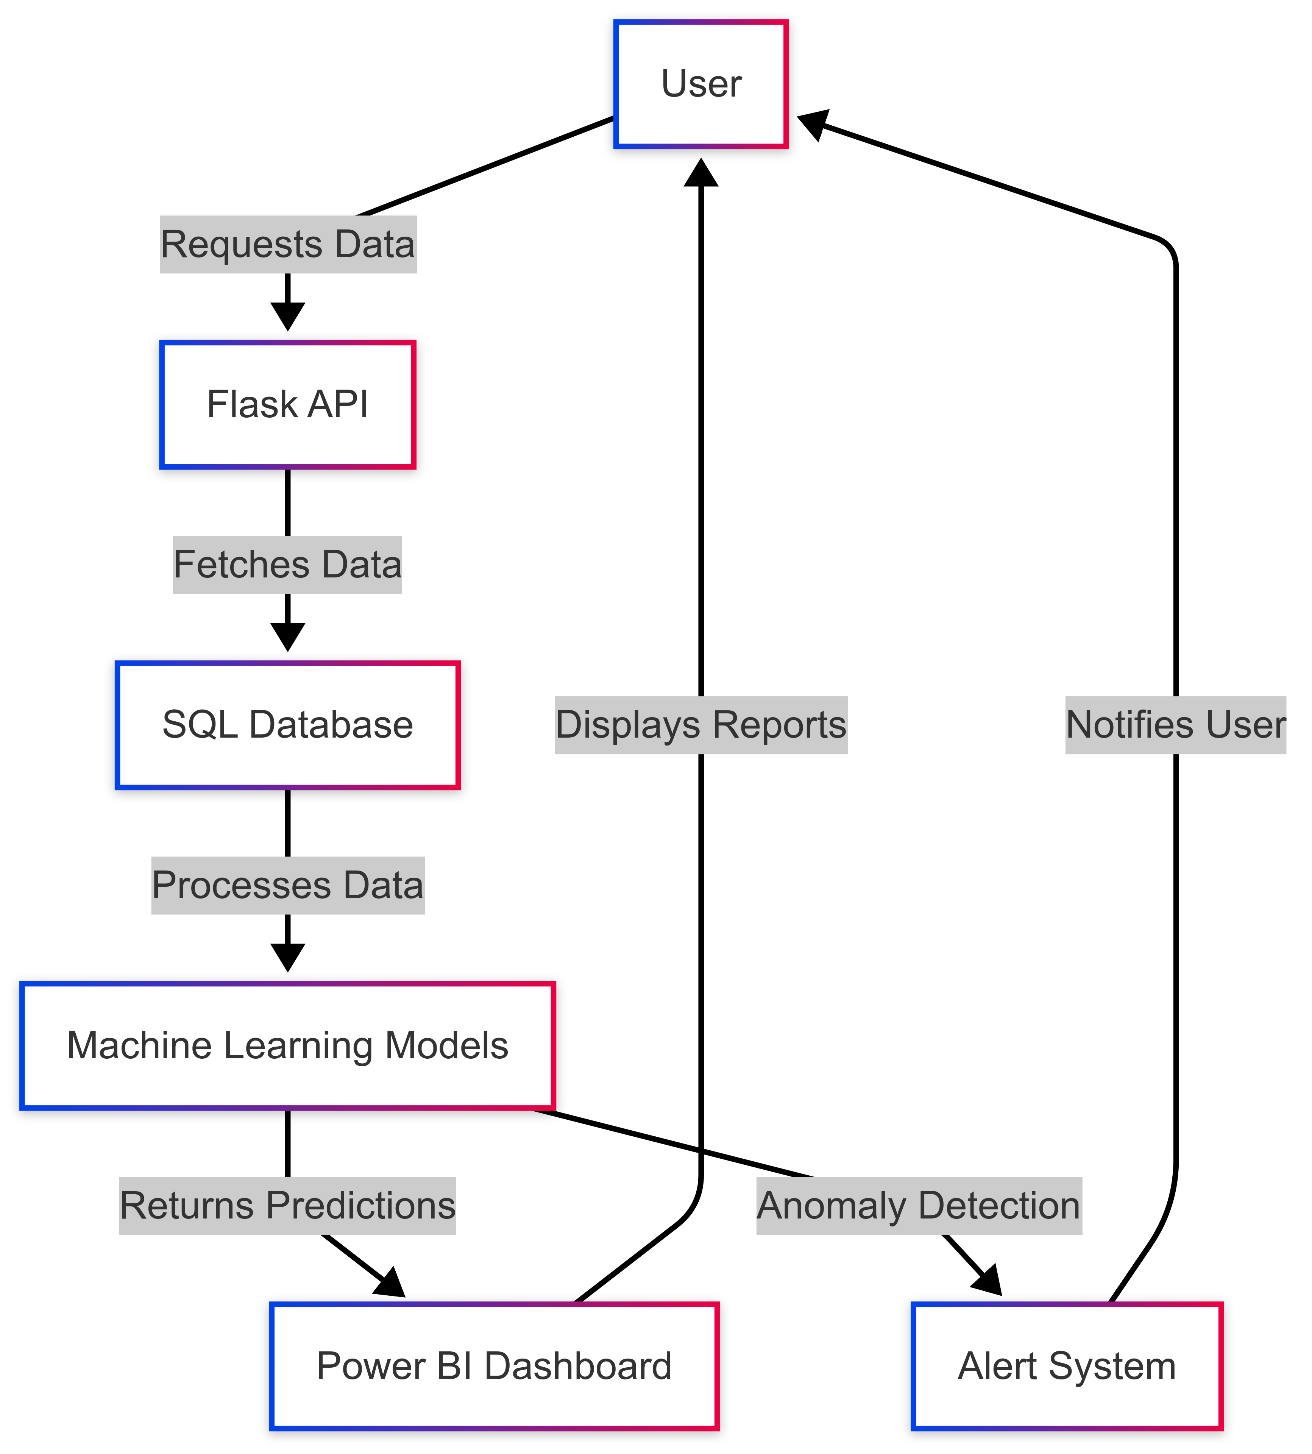 User
Requests Data
Flask API
Fetches Data
SQL Database
Displays Reports
Notifies User
Processes Data
Machine Learning Models
Returns Predictions
Anomaly Detection
Power BI Dashboard
Alert System